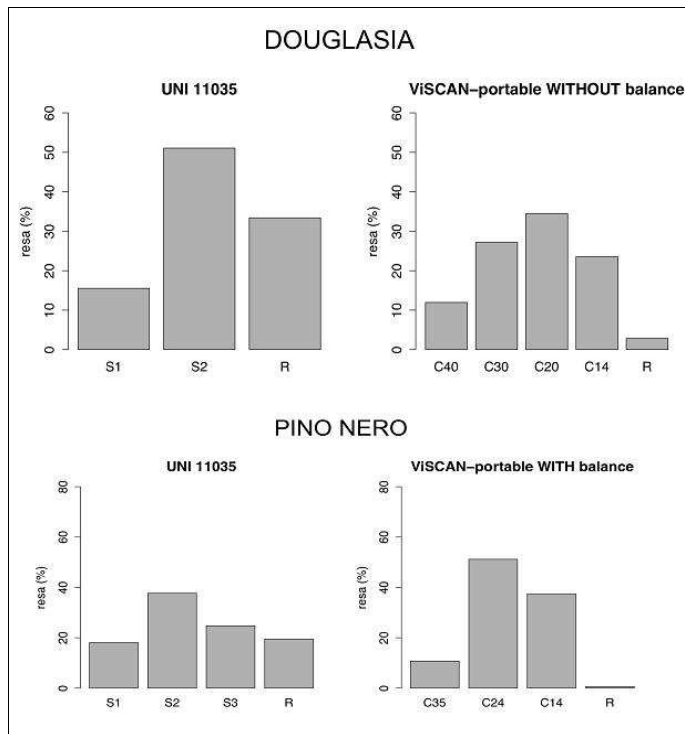 DOUGLASIA
UNI 11035
resa (%)
0 10 20 30 40 50 60
S1 S2 R
ViSCAN–portable WITHOUT balance
resa (%)
0 10 20 30 40 50 60
C40 C30 C20 C14 R
PINO NERO
UNI 11035
resa (%)
0 20 40 60 80
S1 S2 S3 R
ViSCAN–portable WITH balance
resa (%)
0 20 40 60 80
C35 C24 C14 R